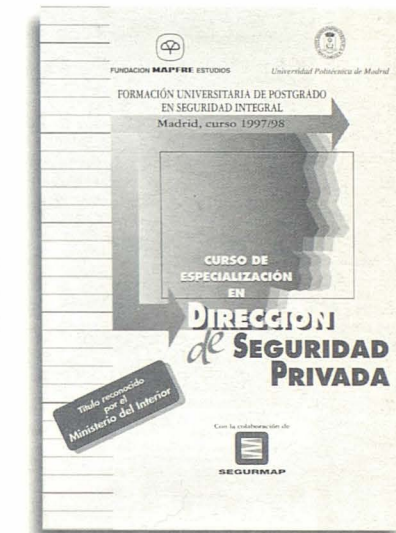 FUNDACION MAPFRE ESTUDIOS
Universidad Politécnica de Madrid
FORMACIÓN UNIVERSITARIA DE POSTGRADO
EN SEGURIDAD INTEGRAL
Madrid, curso 1997/98
CURSO DE
ESPECIALIZACIÓN
EN
DIRECCION
de SEGURIDAD
PRIVADA
Título reconocido
por el
Ministerio del Interior
Con la colaboración de
SEGURMAP